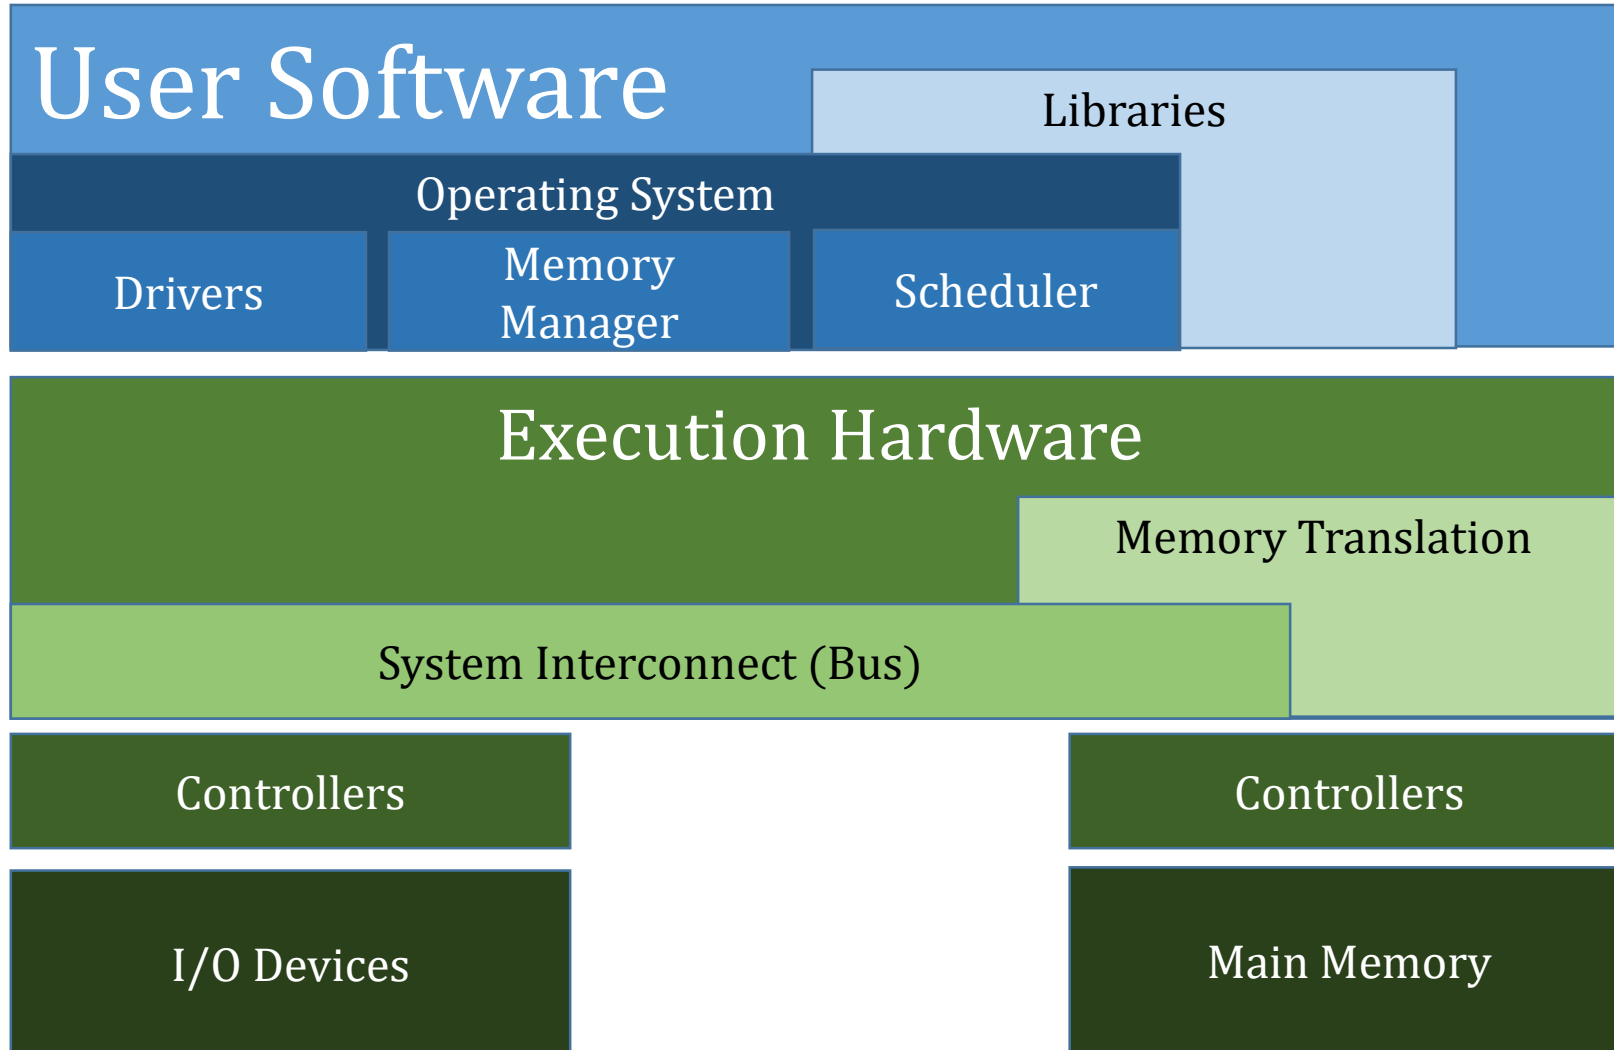 User Software
Libraries
Operating System
Drivers
Memory
Manager
Scheduler
Execution Hardware
Memory Translation
System Interconnect (Bus)
Controllers
Controllers
I/O Devices
Main Memory